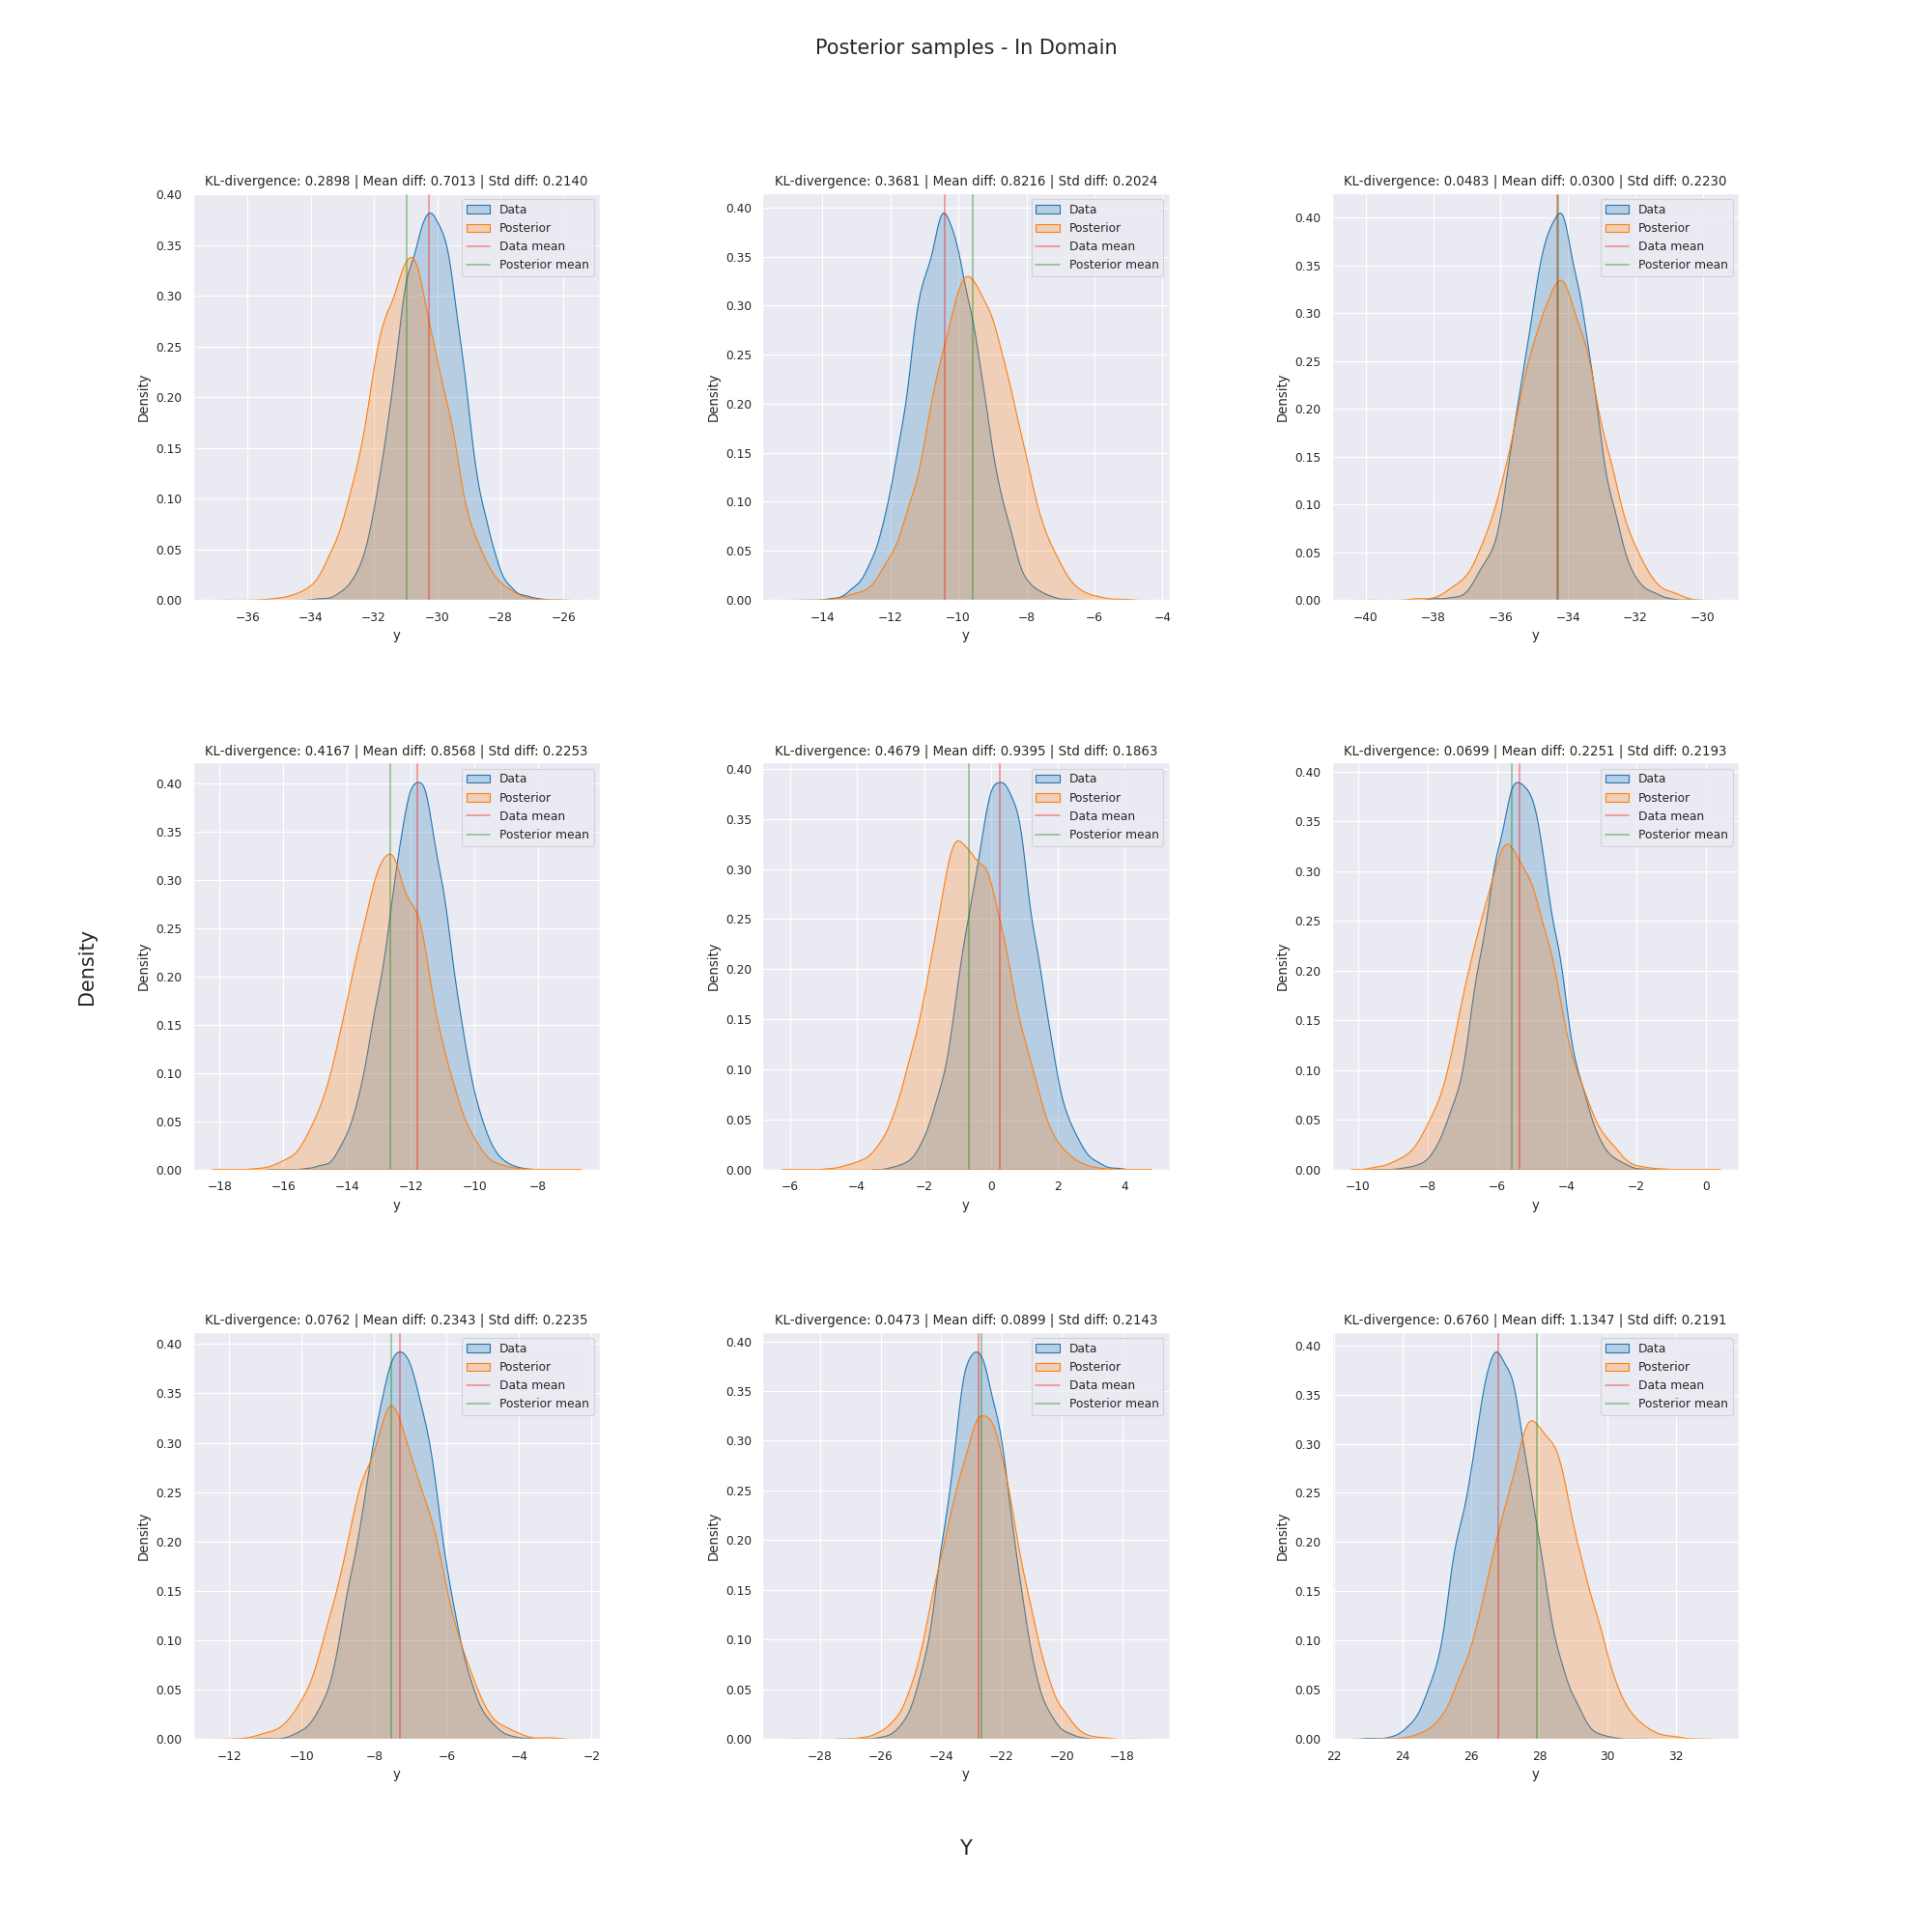 Posterior samples - In Domain
KL-divergence: 0.2898 | Mean diff: 0.7013 | Std diff: 0.2140
0.40
0.35
0.30
0.25
0.20
0.15
0.10
0.05
0.00
Density
Data
Posterior
Data mean
Posterior mean
−36 −34 −32 −30 −28 −26
y
KL-divergence: 0.3681 | Mean diff: 0.8216 | Std diff: 0.2024
0.40
0.35
0.30
0.25
0.20
0.15
0.10
0.05
0.00
Density
Data
Posterior
Data mean
Posterior mean
−14 −12 −10 −8 −6 −4
y
KL-divergence: 0.0483 | Mean diff: 0.0300 | Std diff: 0.2230
0.40
0.35
0.30
0.25
0.20
0.15
0.10
0.05
0.00
Density
Data
Posterior
Data mean
Posterior mean
−40 −38 −36 −34 −32 −30
y
Density
KL-divergence: 0.4167 | Mean diff: 0.8568 | Std diff: 0.2253
0.40
0.35
0.30
0.25
0.20
0.15
0.10
0.05
0.00
Density
Data
Posterior
Data mean
Posterior mean
−18 −16 −14 −12 −10 −8
y
KL-divergence: 0.4679 | Mean diff: 0.9395 | Std diff: 0.1863
0.40
0.35
0.30
0.25
0.20
0.15
0.10
0.05
0.00
Density
Data
Posterior
Data mean
Posterior mean
−6 −4 −2 0 2 4
y
KL-divergence: 0.0699 | Mean diff: 0.2251 | Std diff: 0.2193
0.40
0.35
0.30
0.25
0.20
0.15
0.10
0.05
0.00
Density
Data
Posterior
Data mean
Posterior mean
−10 −8 −6 −4 −2 0
y
KL-divergence: 0.0762 | Mean diff: 0.2343 | Std diff: 0.2235
0.40
0.35
0.30
0.25
0.20
0.15
0.10
0.05
0.00
Density
Data
Posterior
Data mean
Posterior mean
−12 −10 −8 −6 −4 −2
y
KL-divergence: 0.0473 | Mean diff: 0.0899 | Std diff: 0.2143
0.40
0.35
0.30
0.25
0.20
0.15
0.10
0.05
0.00
Density
Data
Posterior
Data mean
Posterior mean
−28 −26 −24 −22 −20 −18
y
KL-divergence: 0.6760 | Mean diff: 1.1347 | Std diff: 0.2191
0.40
0.35
0.30
0.25
0.20
0.15
0.10
0.05
0.00
Density
Data
Posterior
Data mean
Posterior mean
22 24 26 28 30 32
y
Y